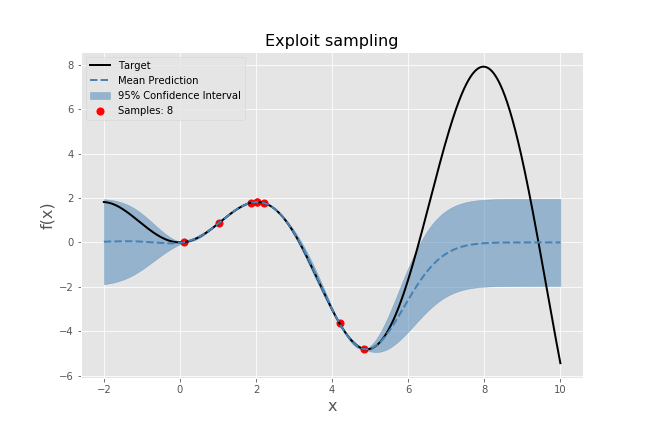 Exploit sampling
Target
Mean Prediction
95% Confidence Interval
Samples: 8
f(x)
8
6
4
2
0
−2
−4
−6
−2
0
2
4
6
8
10
x